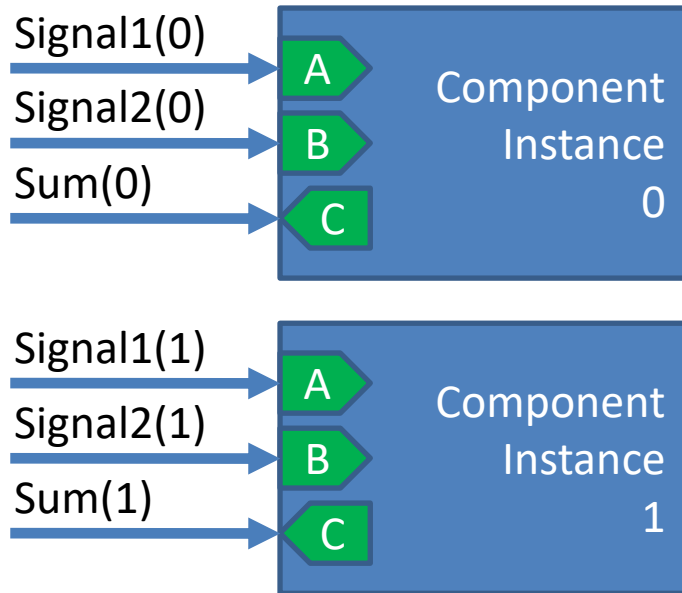 Signal1(0)
A
Signal2(0)
B
Sum(0)
C
Component
Instance
0
Signal1(1)
A
Signal2(1)
B
Sum(1)
C
Component
Instance
1